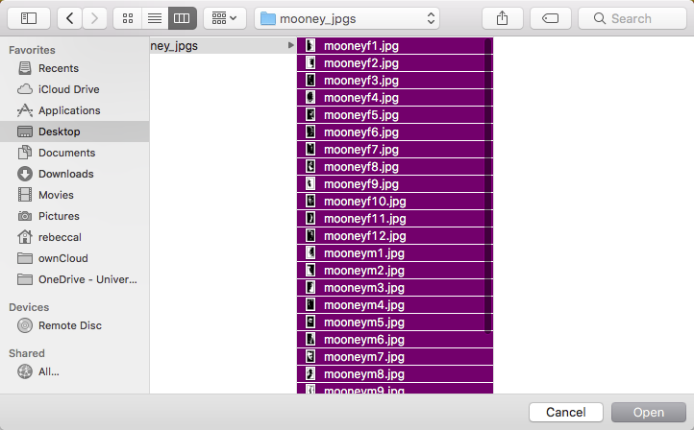 mooney_jpgs
Search
Favorites
Recents
iCloud Drive
Applications
Desktop
Documents
Downloads
Movies
Pictures
rebeccal
ownCloud
OneDrive - Univer...
Devices
Remote Disc
Shared
All...
ney_jpgs
mooneyf1.jpg
mooneyf2.jpg
mooneyf3.jpg
mooneyf4.jpg
mooneyf5.jpg
mooneyf6.jpg
mooneyf7.jpg
mooneyf8.jpg
mooneyf9.jpg
mooneyf10.jpg
mooneyf11.jpg
mooneyf12.jpg
mooneym1.jpg
mooneym2.jpg
mooneym3.jpg
mooneym4.jpg
mooneym5.jpg
mooneym6.jpg
mooneym7.jpg
mooneym8.jpg
mooneym9.jpg
Cancel
Open